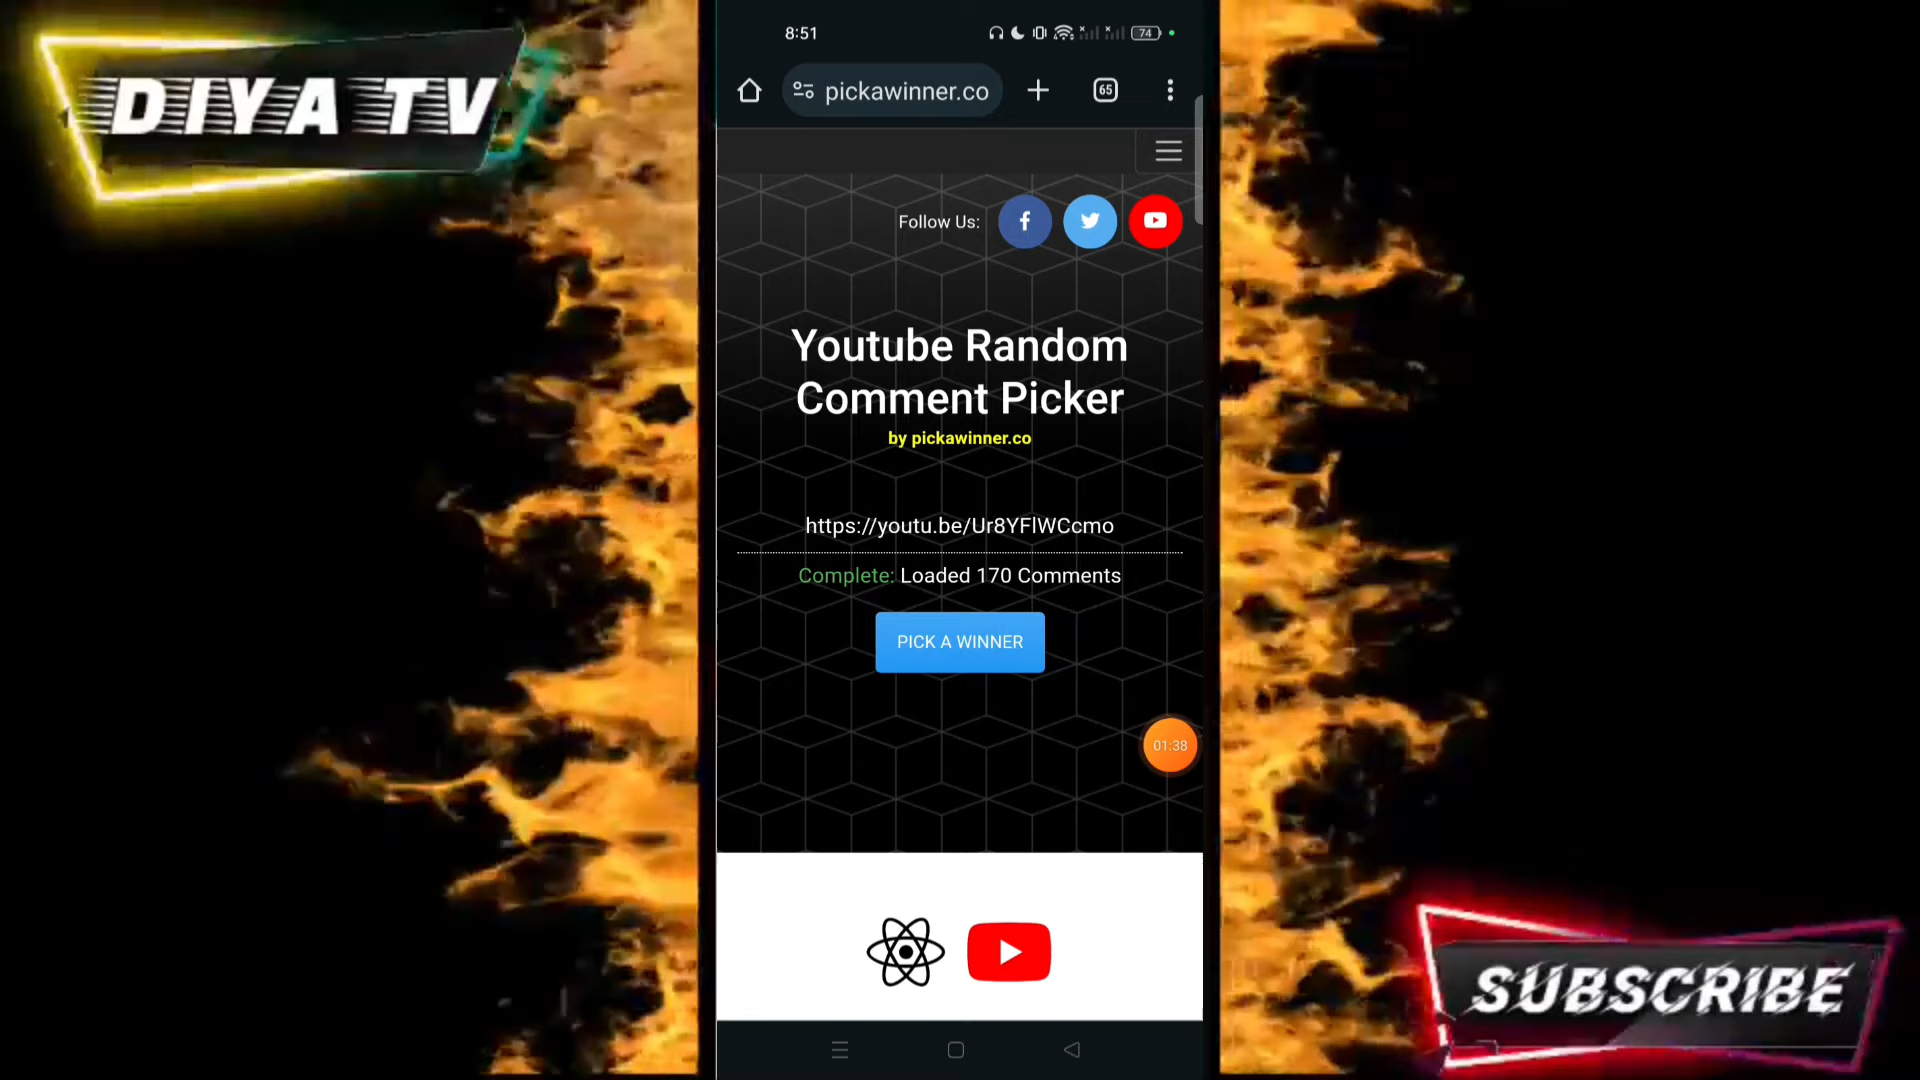 DIYA TV
8:51
74
pickawinner.co
65
Follow Us:
Youtube Random
Comment Picker
by pickawinner.co
https://youtu.be/Ur8YFlWCcmo
Complete: Loaded 170 Comments
PICK A WINNER
01:38
SUBSCRIBE